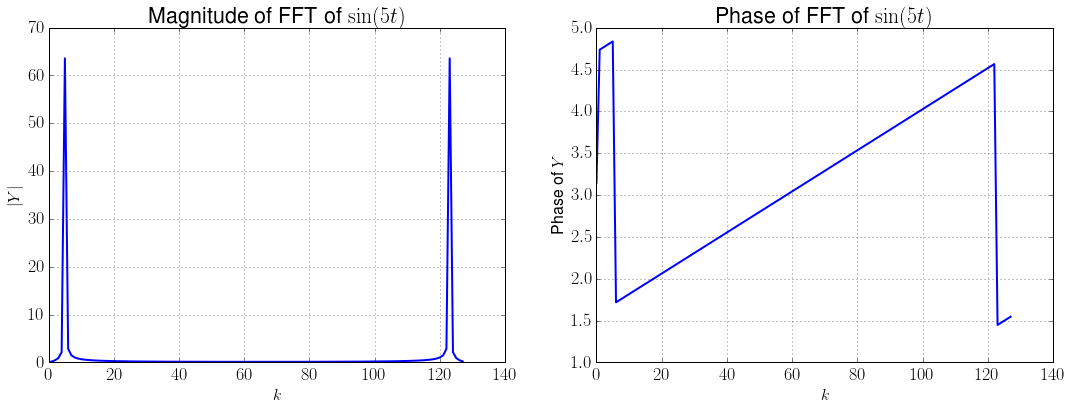 Magnitude of FFT of sin(5t)
70
60
50
40
30
20
10
0
|Y|
0 20 40 60 80 100 120 140
k
Phase of FFT of sin(5t)
5.0
4.5
4.0
3.5
3.0
2.5
2.0
1.5
1.0
Phase of Y
0 20 40 60 80 100 120 140
k